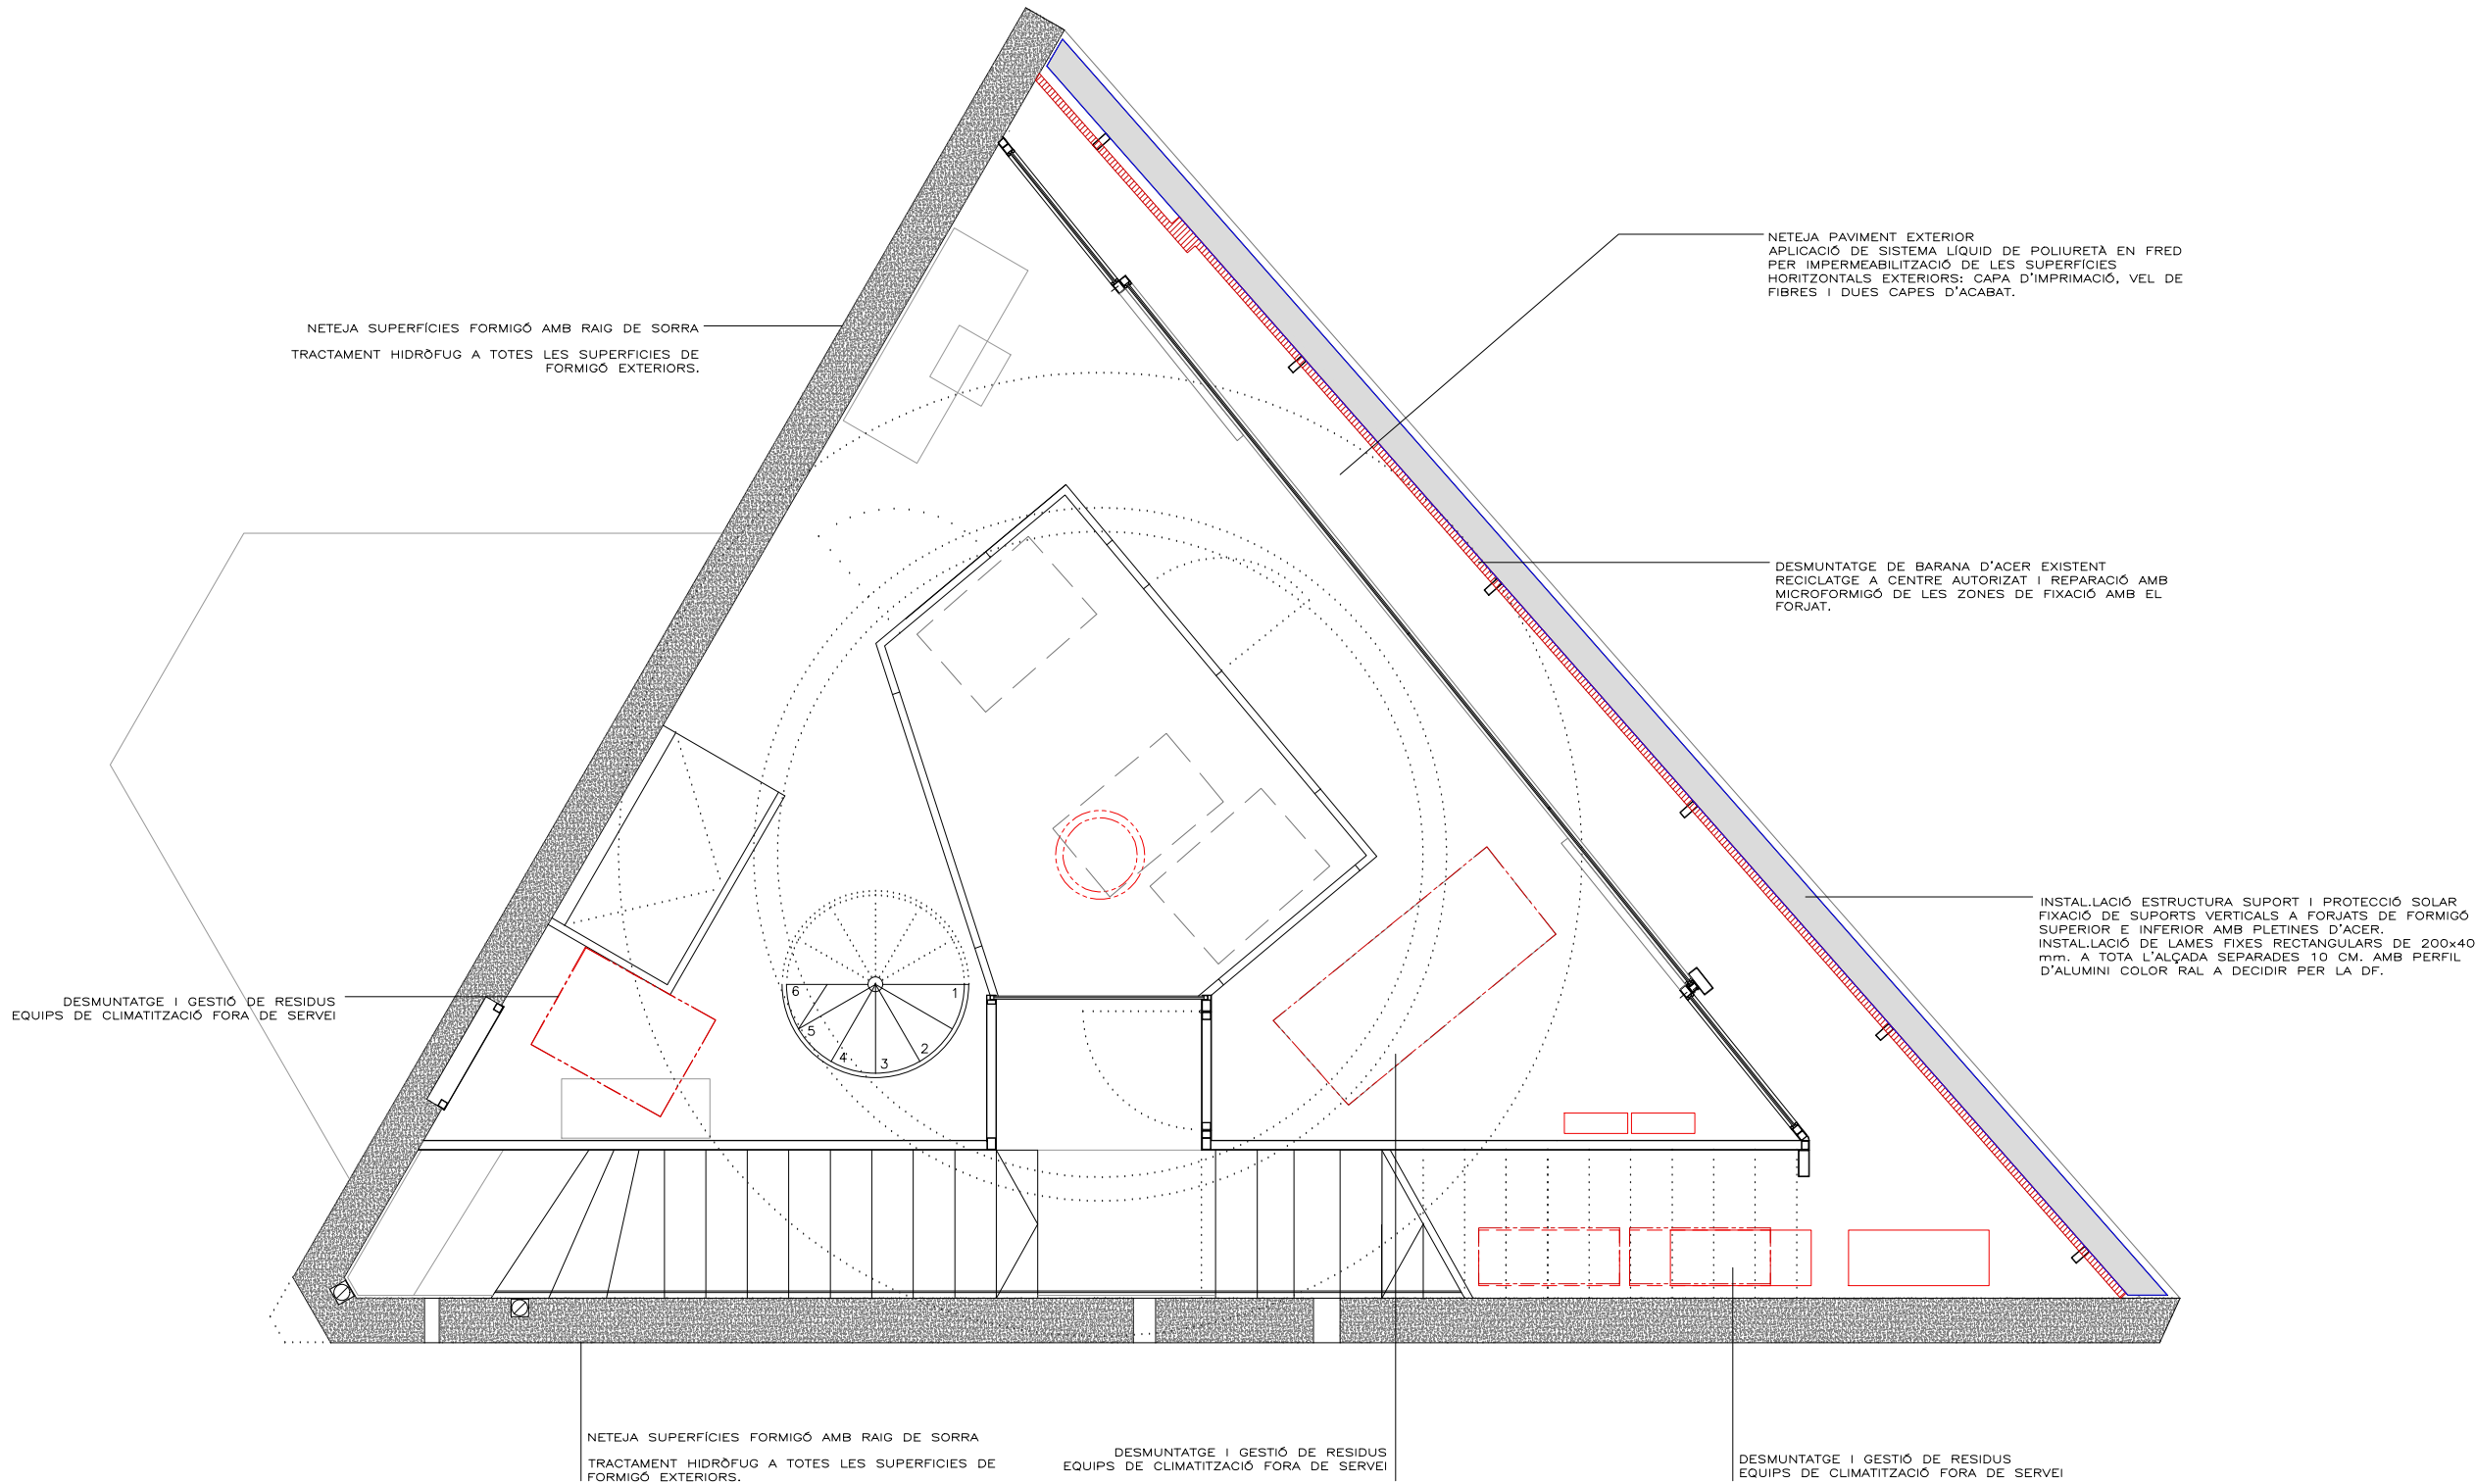 NETEJA PAVIMENT EXTERIOR
APLICACIÓ DE SISTEMA LÍQUID DE POLIURETÀ EN FRED
PER IMPERMEABILITZACIÓ DE LES SUPERFÍCIES
HORITZONTALS EXTERIORS: CAPA D'IMPRIMACIÓ, VEL DE
FIBRES I DUES CAPES D'ACABAT.
NETEJA SUPERFÍCIES FORMIGÓ AMB RAIG DE SORRA
TRACTAMENT HIDRÒFUG A TOTES LES SUPERFICIES DE
FORMIGÓ EXTERIORS.
DESMUNTATGE DE BARANA D'ACER EXISTENT
RECICLATGE A CENTRE AUTORIZAT I REPARACIÓ AMB
MICROFORMIGÓ DE LES ZONES DE FIXACIÓ AMB EL
FORJAT.
INSTAL.LACIÓ ESTRUCTURA SUPORT I PROTECCIÓ SOLAR
FIXACIÓ DE SUPORTS VERTICALS A FORJATS DE FORMIGÓ
SUPERIOR E INFERIOR AMB PLETINES D'ACER.
INSTAL.LACIÓ DE LAMES FIXES RECTANGULARS DE 200x40
mm. A TOTA L'ALÇADA SEPARADES 10 CM. AMB PERFIL
D'ALUMINI COLOR RAL A DECIDIR PER LA DF.
DESMUNTATGE I GESTIÓ DE RESIDUS
EQUIPS DE CLIMATITZACIÓ FORA DE SERVEI
6
1
5
2
4
3
NETEJA SUPERFÍCIES FORMIGÓ AMB RAIG DE SORRA
TRACTAMENT HIDRÒFUG A TOTES LES SUPERFICIES DE
FORMIGÓ EXTERIORS.
DESMUNTATGE I GESTIÓ DE RESIDUS
EQUIPS DE CLIMATITZACIÓ FORA DE SERVEI
DESMUNTATGE I GESTIÓ DE RESIDUS
EQUIPS DE CLIMATITZACIÓ FORA DE SERVEI